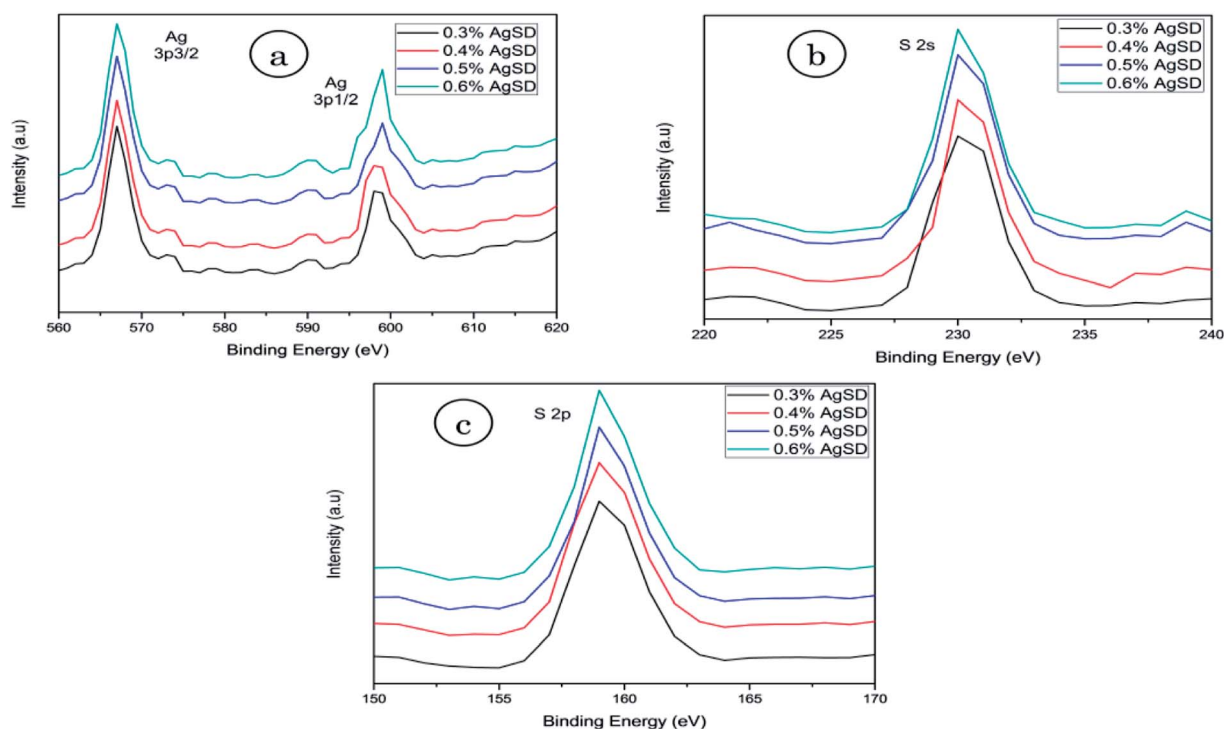 Ag
3p3/2
a
Ag
3p1/2
0.3% AgSD
0.4% AgSD
0.5% AgSD
0.6% AgSD
Intensity (a.u)
560
570
580
590
600
610
620
Binding Energy (eV)
b
S 2s
0.3% AgSD
0.4% AgSD
0.5% AgSD
0.6% AgSD
Intensity (a.u)
220
225
230
235
240
Binding Energy (eV)
c
S 2p
0.3% AgSD
0.4% AgSD
0.5% AgSD
0.6% AgSD
Intensity (a.u)
150
155
160
165
170
Binding Energy (eV)